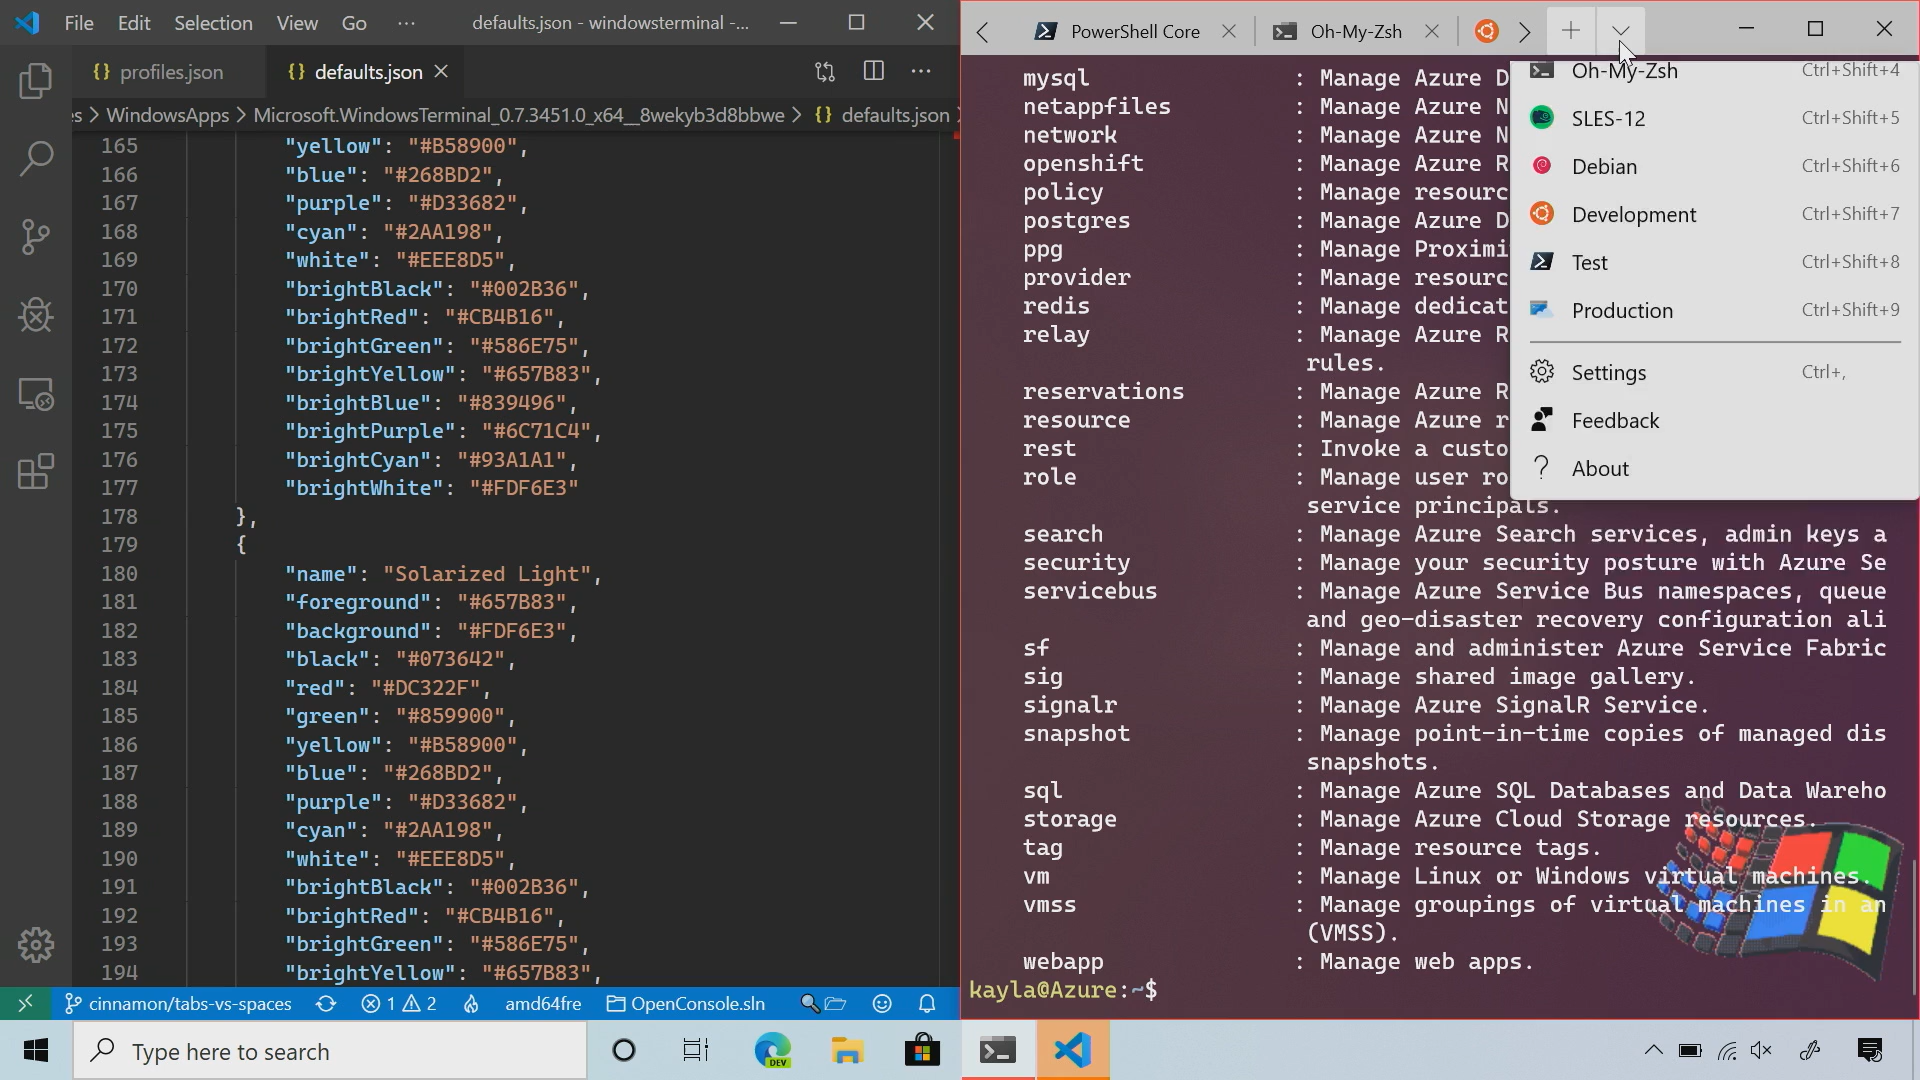 File Edit Selection View Go ··· defaults.json - windowsterminal -...
{} profiles.json {} defaults.json
es > WindowsApps > Microsoft.WindowsTerminal_0.7.3451.0_x64__8wekyb3d8bbwe > {} defaults.json >
165 "yellow": "#B58900",
166 "blue": "#268BD2",
167 "purple": "#D33682",
168 "cyan": "#2AA198",
169 "white": "#EEE8D5",
170 "brightBlack": "#002B36",
171 "brightRed": "#CB4B16",
172 "brightGreen": "#586E75",
173 "brightYellow": "#657B83",
174 "brightBlue": "#839496",
175 "brightPurple": "#6C71C4",
176 "brightCyan": "#93A1A1",
177 "brightWhite": "#FDF6E3"
178 },
179 {
180 "name": "Solarized Light",
181 "foreground": "#657B83",
182 "background": "#FDF6E3",
183 "black": "#073642",
184 "red": "#DC322F",
185 "green": "#859900",
186 "yellow": "#B58900",
187 "blue": "#268BD2",
188 "purple": "#D33682",
189 "cyan": "#2AA198",
190 "white": "#EEE8D5",
191 "brightBlack": "#002B36",
192 "brightRed": "#CB4B16",
193 "brightGreen": "#586E75",
194 "brightYellow": "#657B83",
cinnamon/tabs-vs-spaces 1 2 amd64fre OpenConsole.sln
PowerShell Core Oh-My-Zsh
mysql : Manage Azure D
netappfiles : Manage Azure N
network : Manage Azure N
openshift : Manage Azure R
policy : Manage resourc
postgres : Manage Azure D
ppg : Manage Proximi
provider : Manage resourc
redis : Manage dedicat
relay : Manage Azure R
rules.
reservations : Manage Azure R
resource : Manage Azure r
rest : Invoke a custo
role : Manage user ro
service principals.
search : Manage Azure Search services, admin keys a
security : Manage your security posture with Azure Se
servicebus : Manage Azure Service Bus namespaces, queue
and geo-disaster recovery configuration ali
sf : Manage and administer Azure Service Fabric
sig : Manage shared image gallery.
signalr : Manage Azure SignalR Service.
snapshot : Manage point-in-time copies of managed dis
snapshots.
sql : Manage Azure SQL Databases and Data Wareho
storage : Manage Azure Cloud Storage resources.
tag : Manage resource tags.
vm : Manage Linux or Windows virtual machines.
vmss : Manage groupings of virtual machines in an
(VMSS).
webapp : Manage web apps.
kayla@Azure:~$
Oh-My-Zsh Ctrl+Shift+4
SLES-12 Ctrl+Shift+5
Debian Ctrl+Shift+6
Development Ctrl+Shift+7
Test Ctrl+Shift+8
Production Ctrl+Shift+9
Settings Ctrl+,
Feedback
About
Type here to search
DEV